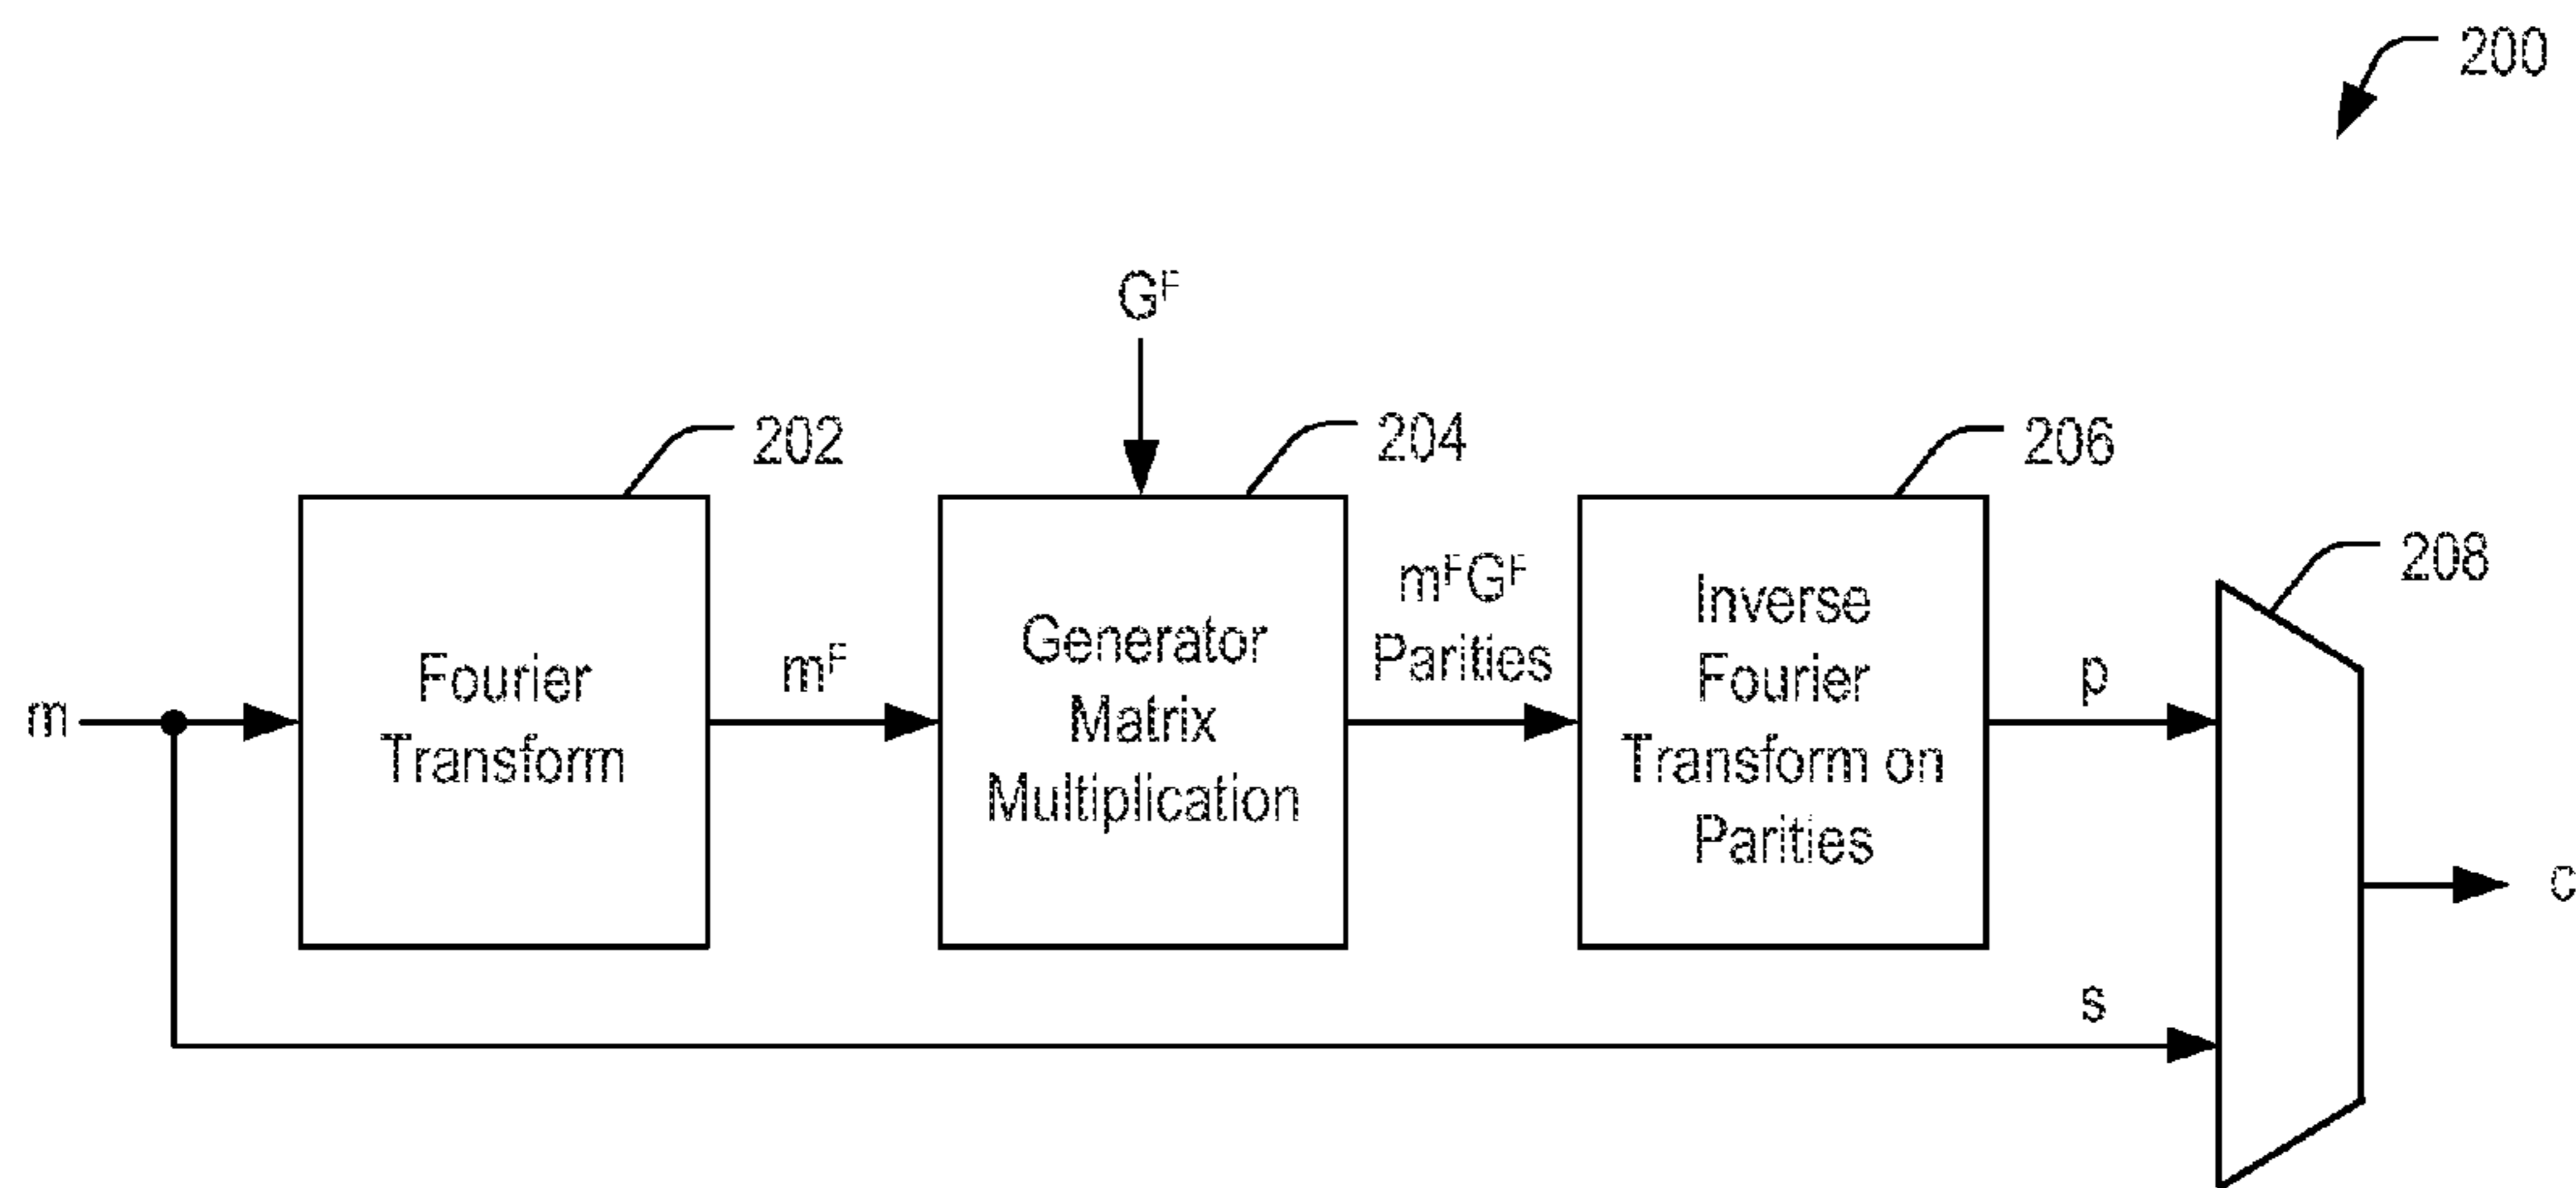 200
G^F
202
204
206
208
m
Fourier
Transform
m^F
Generator
Matrix
Multiplication
m^FG^F
Parities
Inverse
Fourier
Transform on
Parities
p
s
c